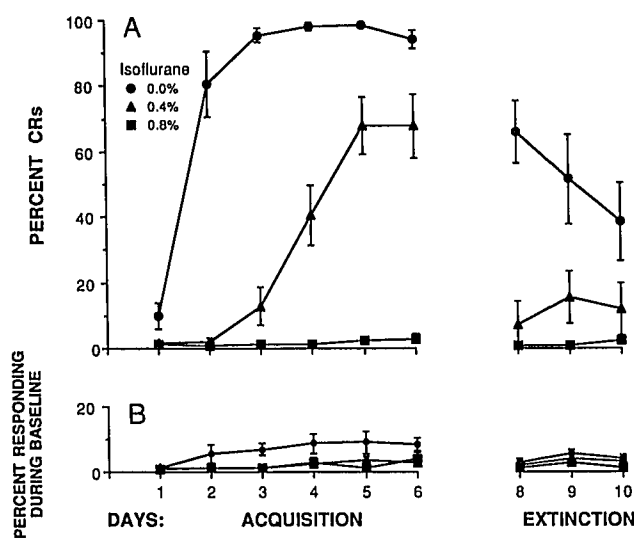 A
Isoflurane
● 0.0%
▲ 0.4%
■ 0.8%
PERCENT CRs
100
80
60
40
20
0
B
PERCENT RESPONDING
DURING BASELINE
20
0
1 2 3 4 5 6 8 9 10
DAYS: ACQUISITION EXTINCTION